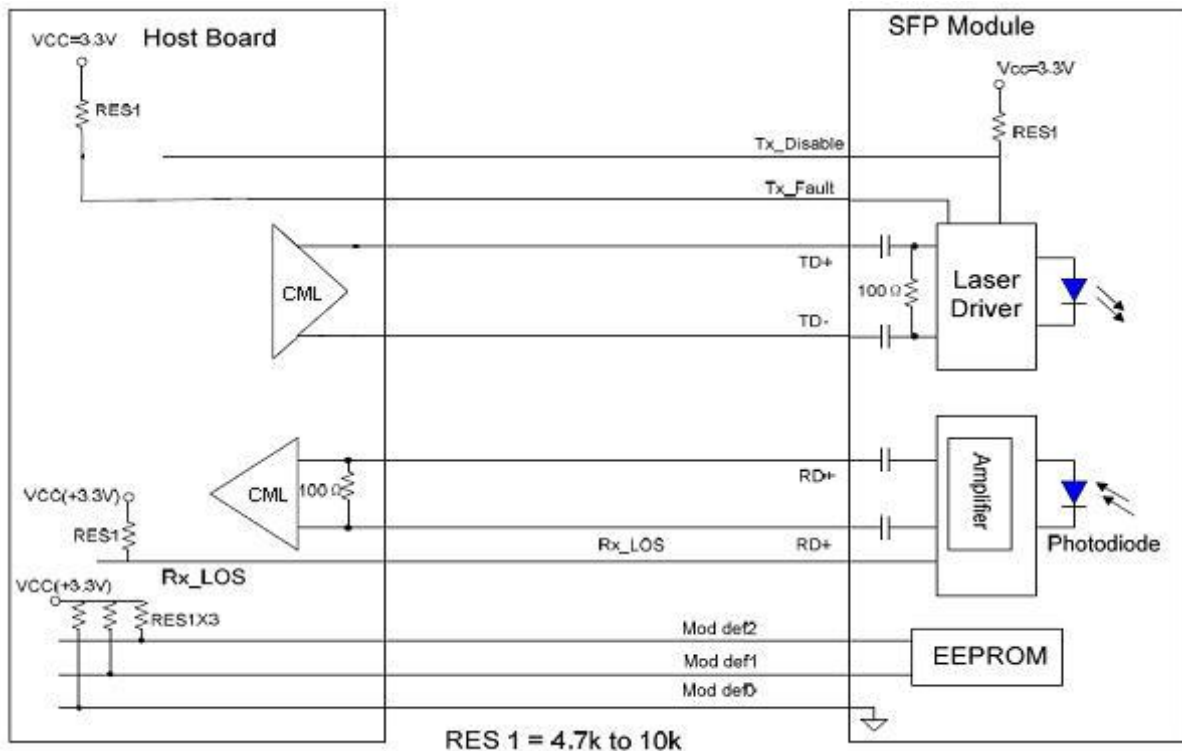 Host Board
SFP Module
VCC=3.3V
RES1
Vcc=3.3V
RES1
Tx_Disable
Tx_Fault
TD+
TD-
CML
100 Ω
Laser
Driver
CML
100 Ω
RD+
RD+
Amplifier
Photodiode
VCC(+3.3V)
RES1
Rx_LOS
Rx_LOS
VCC(+3.3V)
RES1X3
Mod def2
Mod def1
Mod def0
EEPROM
RES 1 = 4.7k to 10k